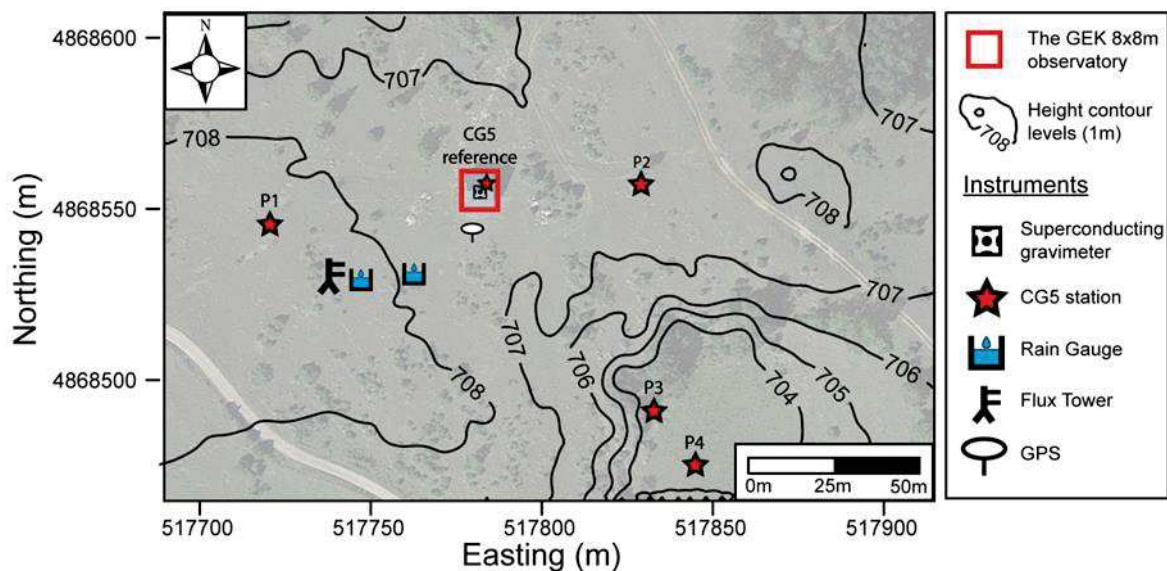 4868600
4868550
4868500
Northing (m)
N
707
707
708
CG5
reference
P1
P2
708
707
707
708
706
706
705
704
P3
P4
0m 25m 50m
517700 517750 517800 517850 517900
Easting (m)
The GEK 8x8m
observatory
708
Height contour
levels (1m)
Instruments
Superconducting
gravimeter
CG5 station
Rain Gauge
Flux Tower
GPS